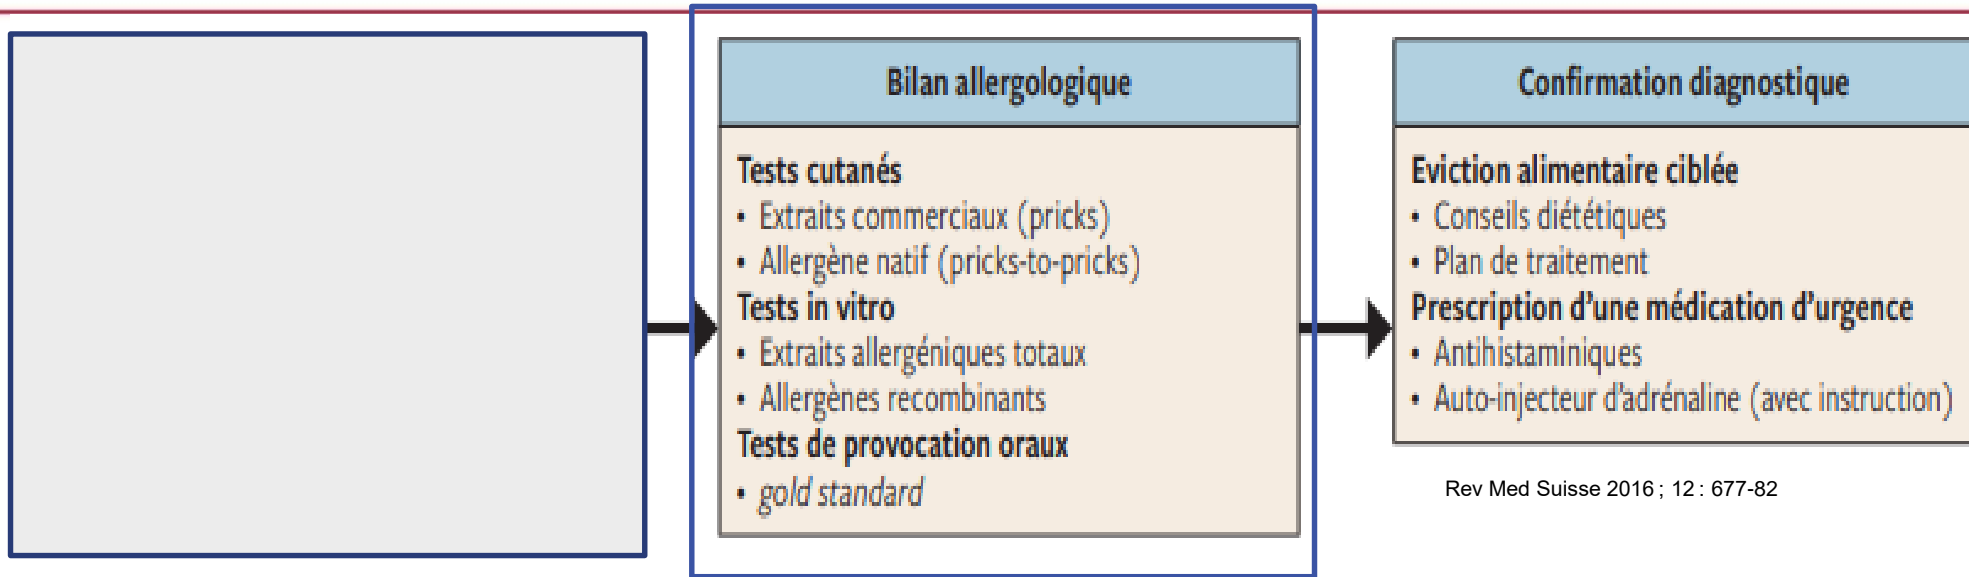 Bilan allergologique
Tests cutanés
• Extraits commerciaux (pricks)
• Allergène natif (pricks-to-pricks)
Tests in vitro
• Extraits allergéniques totaux
• Allergènes recombinants
Tests de provocation oraux
• gold standard
Confirmation diagnostique
Eviction alimentaire ciblée
• Conseils diététiques
• Plan de traitement
Prescription d'une médication d'urgence
• Antihistaminiques
• Auto-injecteur d'adrénaline (avec instruction)
Rev Med Suisse 2016 ; 12 : 677-82